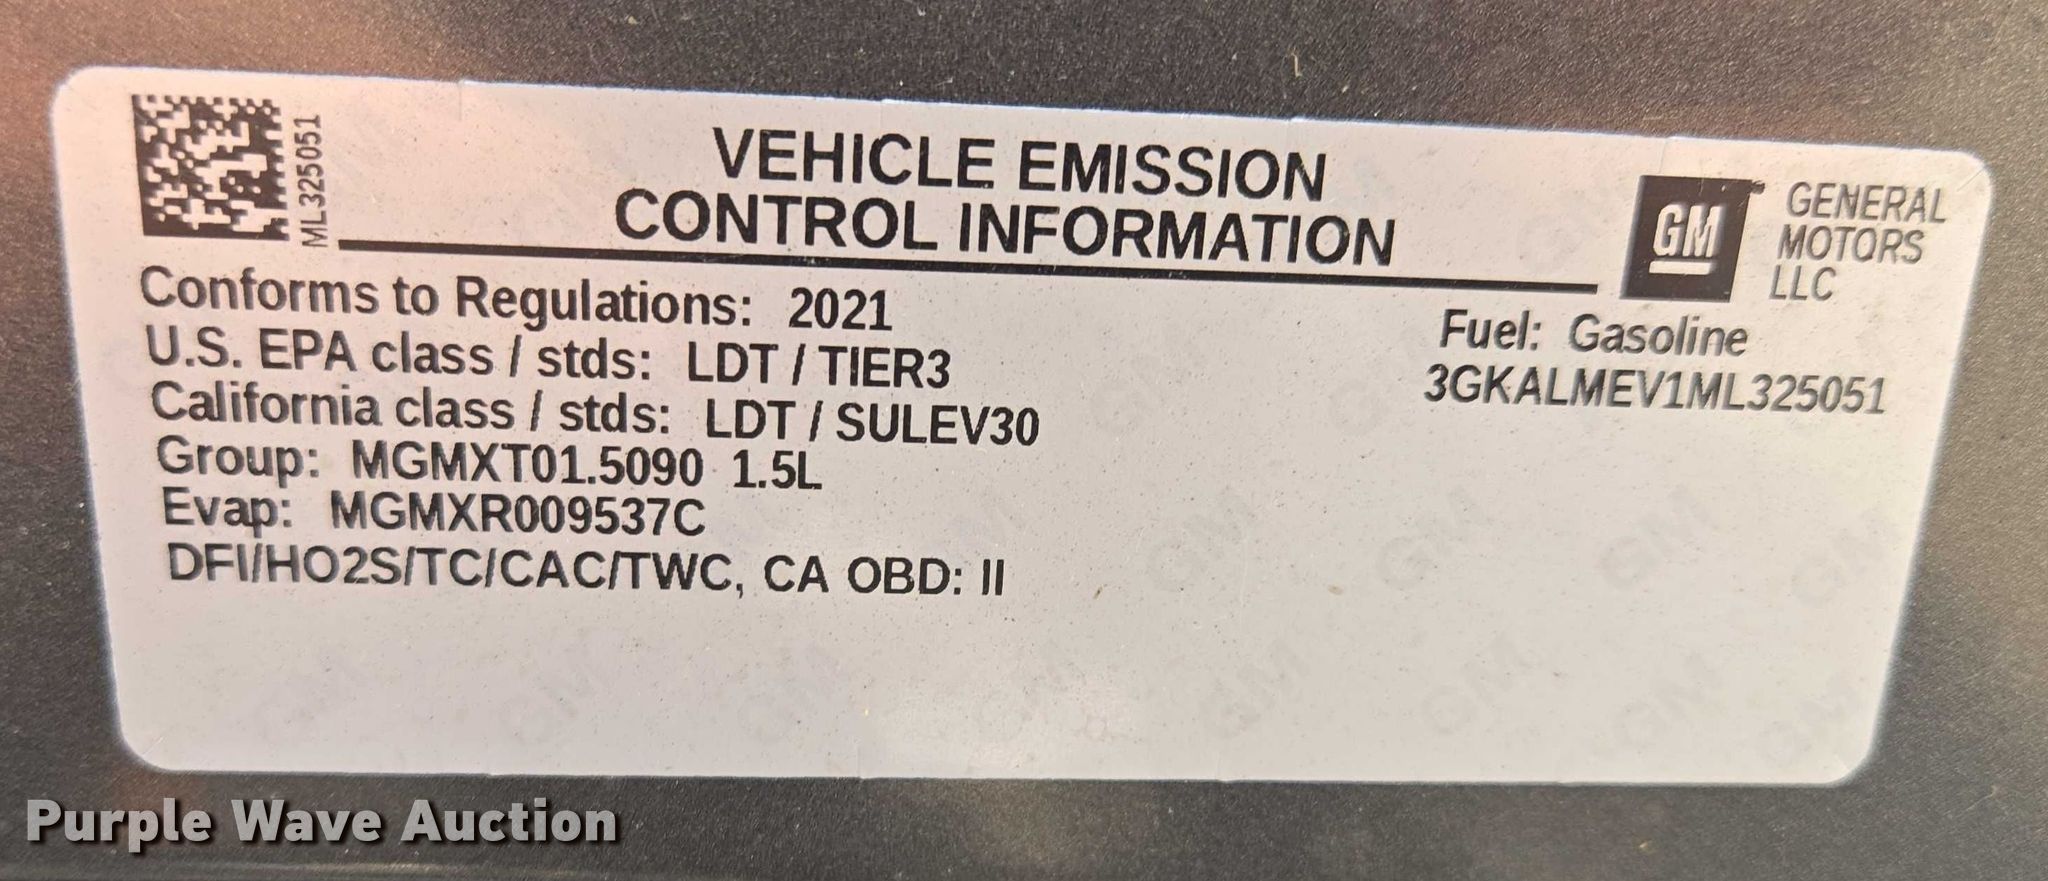 ML325051
VEHICLE EMISSION
CONTROL INFORMATION
GM
GENERAL
MOTORS
LLC
Conforms to Regulations: 2021
U.S. EPA class / stds: LDT / TIER3
California class / stds: LDT / SULEV30
Group: MGMXT01.5090 1.5L
Evap: MGMXR009537C
DFI/HO2S/TC/CAC/TWC, CA OBD: II
Fuel: Gasoline
3GKALMEV1ML325051
Purple Wave Auction